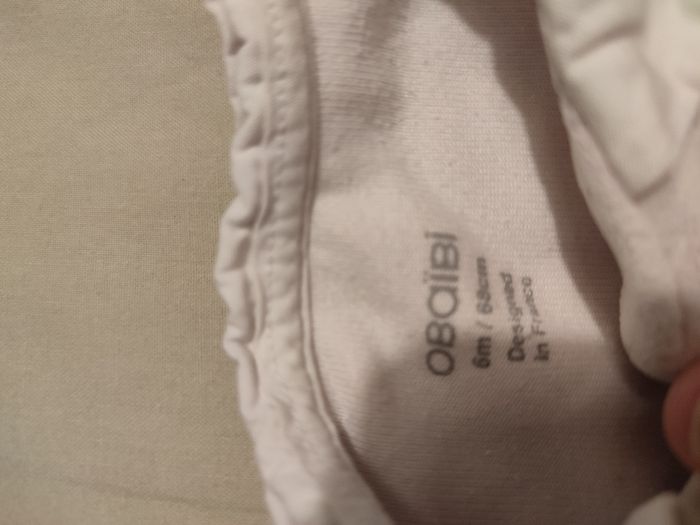 OBAÏBI
6m / 68cm
Designed
in France